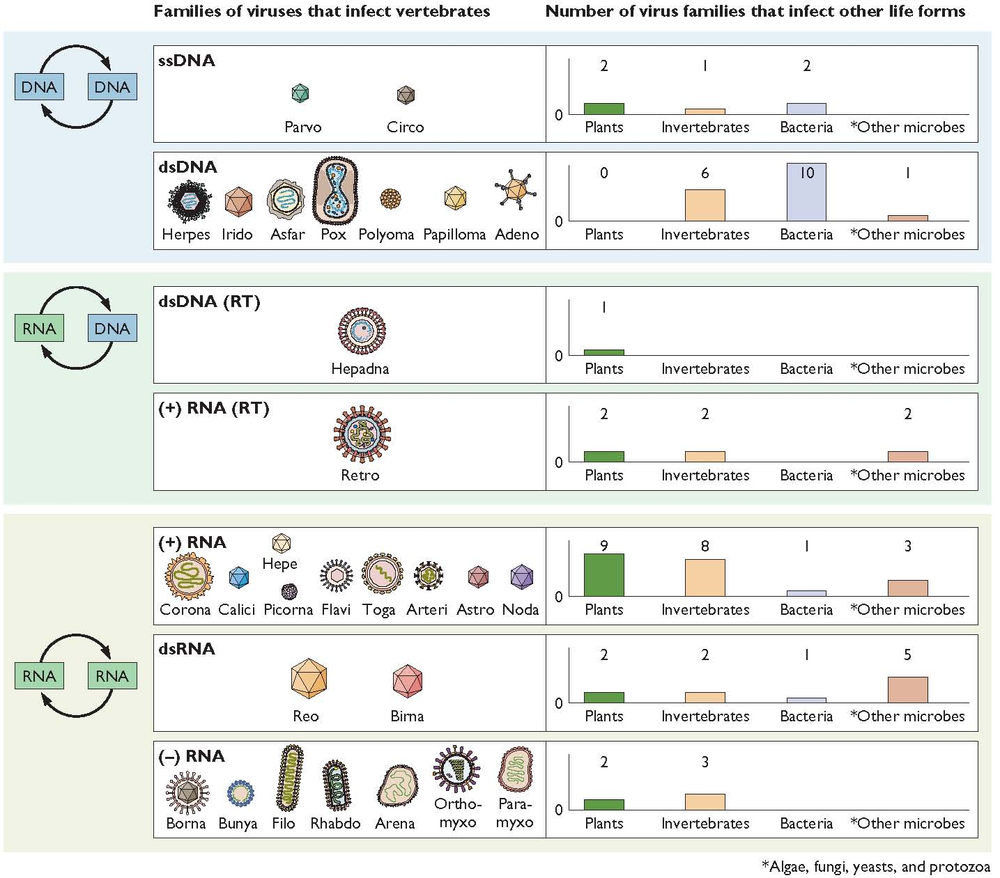 Families of viruses that infect vertebrates
Number of virus families that infect other life forms
DNA DNA
ssDNA
Parvo Circo
2 1 2
0
Plants Invertebrates Bacteria *Other microbes
dsDNA
Herpes Irido Asfar Pox Polyoma Papilloma Adeno
0 6 10 1
0
Plants Invertebrates Bacteria *Other microbes
RNA DNA
dsDNA (RT)
Hepadna
1
0
Plants Invertebrates Bacteria *Other microbes
(+) RNA (RT)
Retro
2 2 2
0
Plants Invertebrates Bacteria *Other microbes
RNA RNA
(+) RNA
Hepe
Corona Calici Picorna Flavi Toga Arteri Astro Noda
9 8 1 3
0
Plants Invertebrates Bacteria *Other microbes
dsRNA
Reo Birna
2 2 1 5
0
Plants Invertebrates Bacteria *Other microbes
(–) RNA
Borna Bunya Filo Rhabdo Arena Ortho-
myxo
Para-
myxo
2 3
0
Plants Invertebrates Bacteria *Other microbes
*Algae, fungi, yeasts, and protozoa